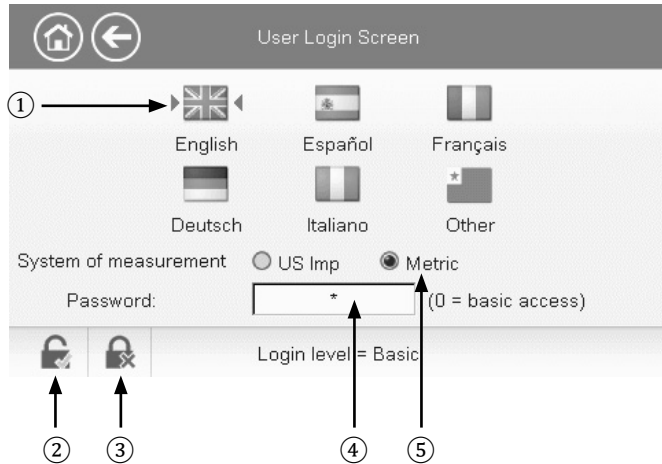 User Login Screen
①
English Español Français
Deutsch Italiano Other
System of measurement US Imp Metric
Password: * (0 = basic access)
Login level = Basic
② ③ ④ ⑤